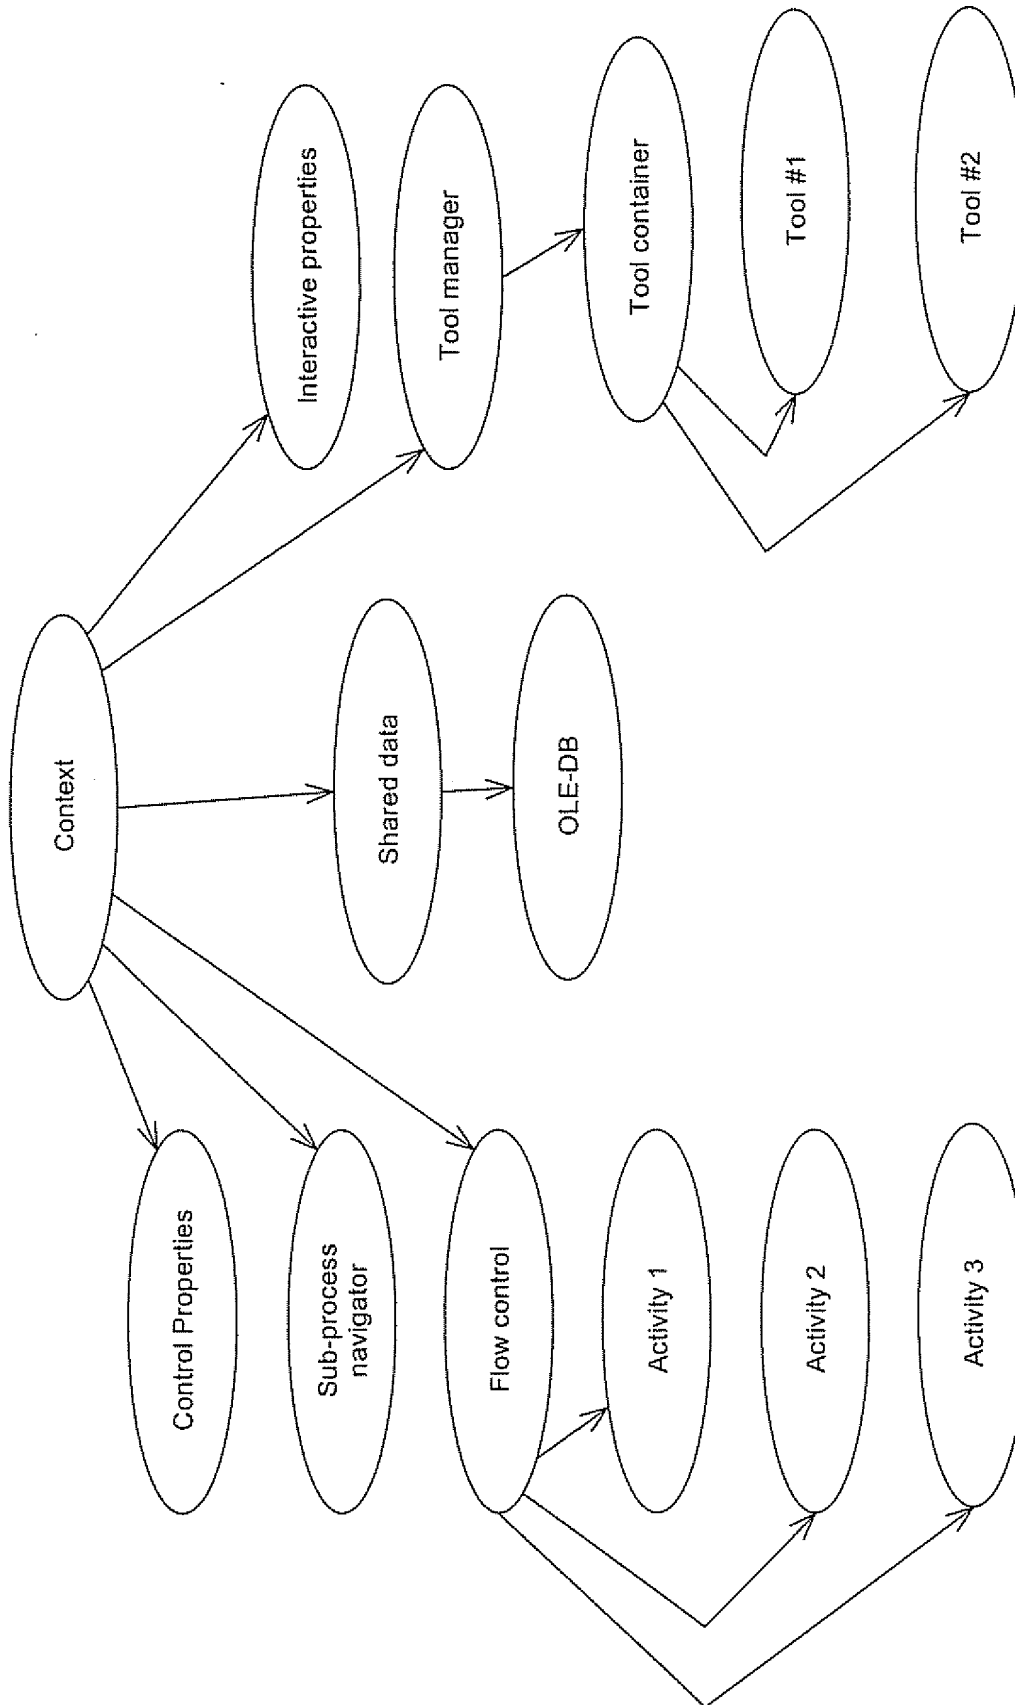 Context
Control Properties
Sub-process
navigator
Flow control
Activity 1
Activity 2
Activity 3
Shared data
OLE-DB
Interactive properties
Tool manager
Tool container
Tool #1
Tool #2